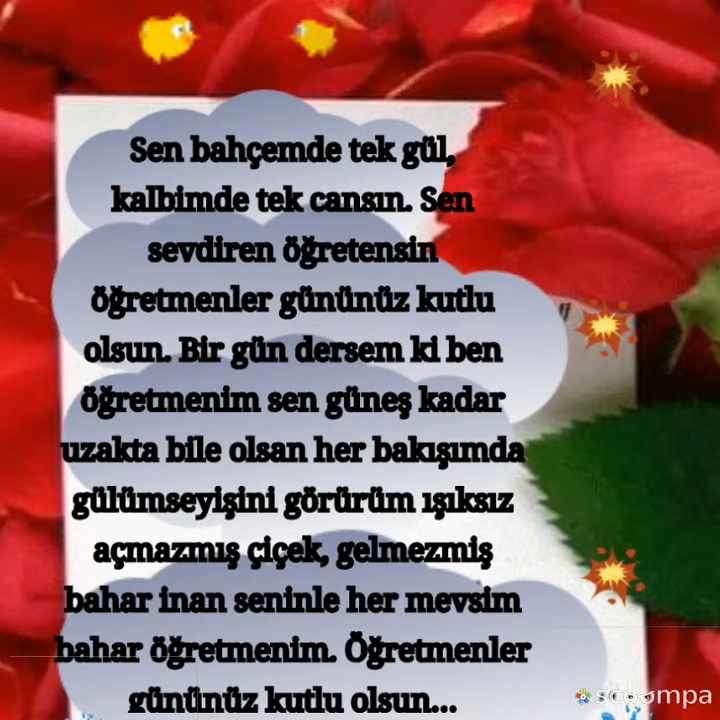 Sen bahçemde tek gül,
kalbimde tek cansın. Sen
sevdiren öğretensin
öğretmenler gününüz kutlu
olsun. Bir gün dersem ki ben
öğretmenim sen güneş kadar
uzakta bile olsan her bakışımda
gülümseyişini görürüm ışıksız
açmazmış çiçek, gelmezmiş
bahar inan seninle her mevsim
bahar öğretmenim. Öğretmenler
gününüz kutlu olsun...
scoompa